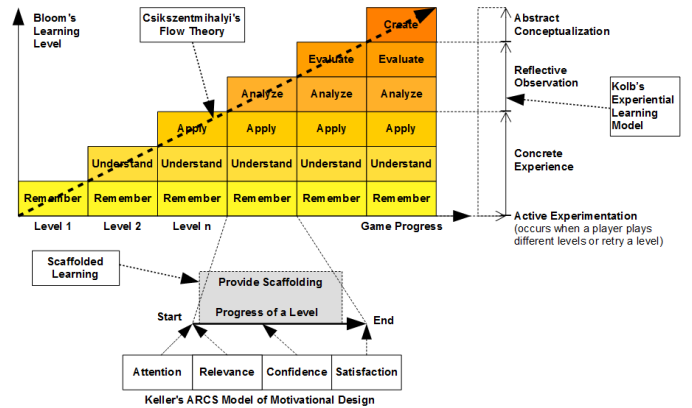 Bloom's
Learning
Level
Csikszentmihalyi's
Flow Theory
Create
Evaluate Evaluate
Analyze Analyze Analyze
Apply Apply Apply Apply
Understand Understand Understand Understand Understand
Remember Remember Remember Remember Remember Remember
Level 1 Level 2 Level n Game Progress
Abstract
Conceptualization
Reflective
Observation
Kolb's
Experiential
Learning
Model
Concrete
Experience
Active Experimentation
(occurs when a player plays
different levels or retry a level)
Scaffolded
Learning
Provide Scaffolding
Progress of a Level
Start
End
Attention Relevance Confidence Satisfaction
Keller's ARCS Model of Motivational Design